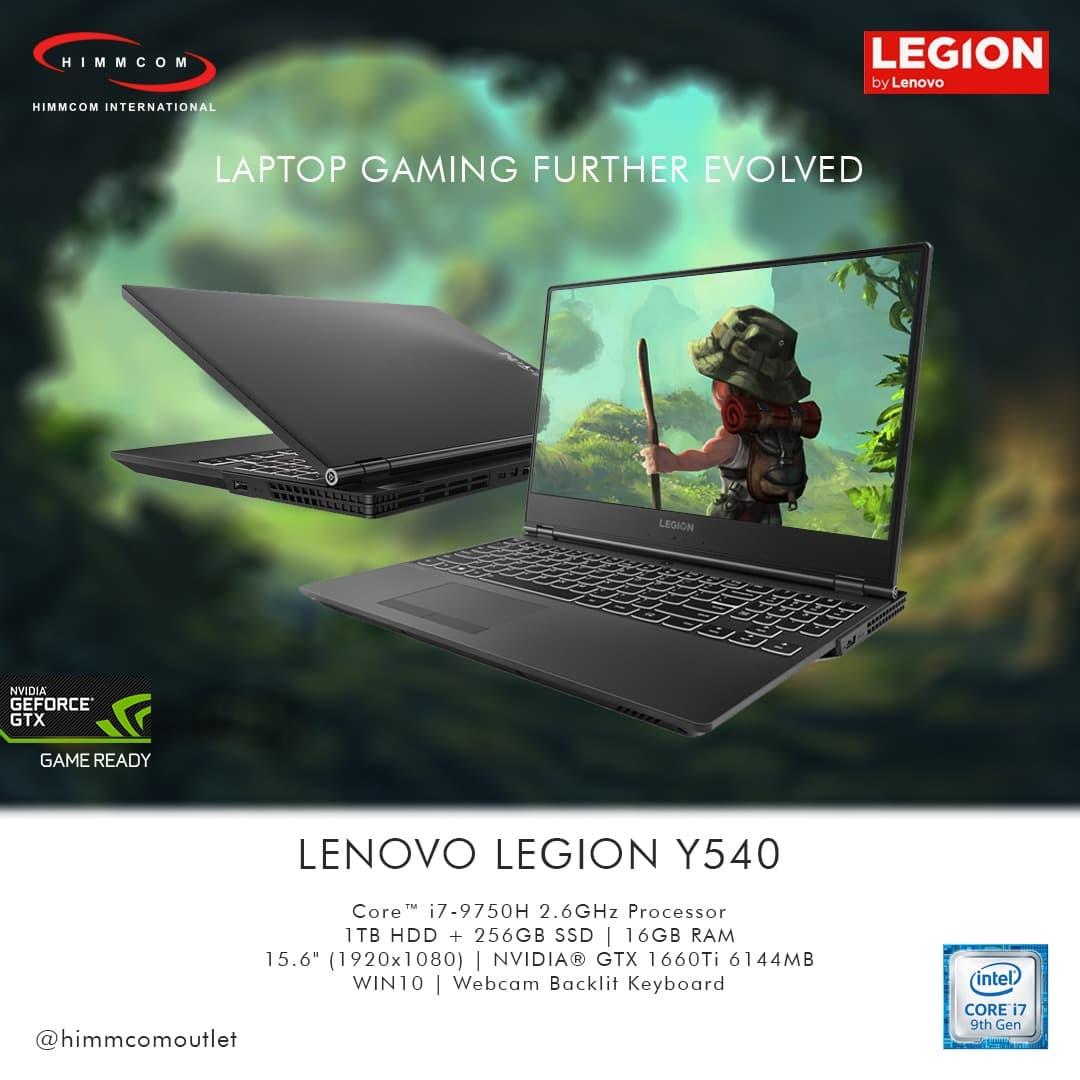 HIMMCOM
HIMMCOM INTERNATIONAL
LEGION
by Lenovo
LAPTOP GAMING FURTHER EVOLVED
LEGION
NVIDIA
GEFORCE®
GTX
GAME READY
LENOVO LEGION Y540
Core™ i7-9750H 2.6GHz Processor
1TB HDD + 256GB SSD | 16GB RAM
15.6" (1920x1080) | NVIDIA® GTX 1660Ti 6144MB
WIN10 | Webcam Backlit Keyboard
(intel)
CORE™ i7
9th Gen
@himmcomoutlet